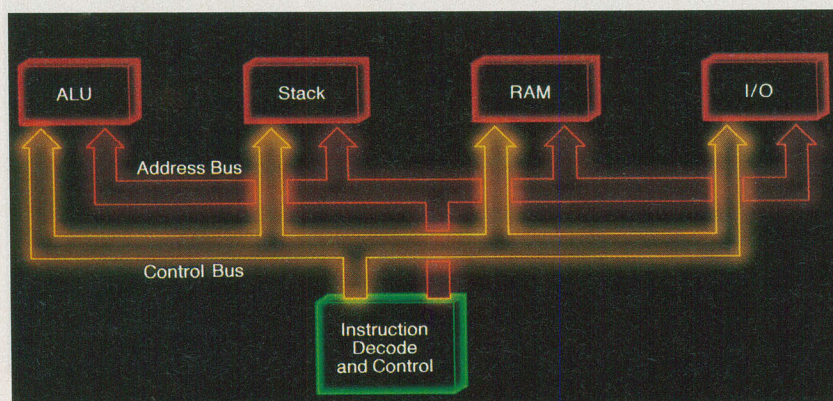 ALU
Stack
RAM
I/O
Address Bus
Control Bus
Instruction
Decode
and Control